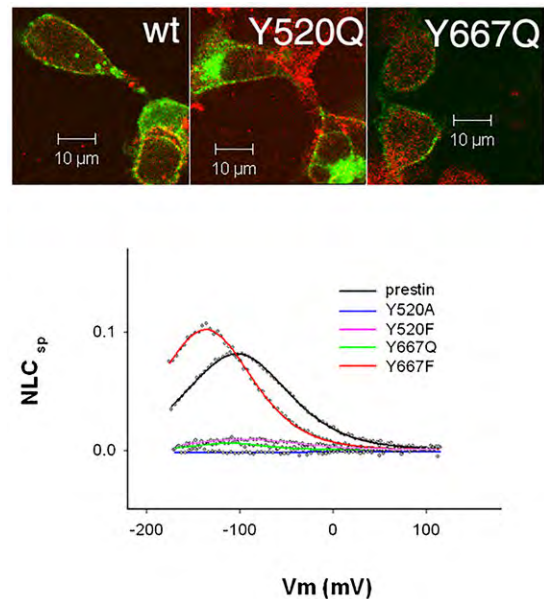 wt
Y520Q
Y667Q
10 µm
10 µm
10 µm
prestin
Y520A
Y520F
Y667Q
Y667F
NLC sp
0.1
0.0
-200
-100
0
100
Vm (mV)